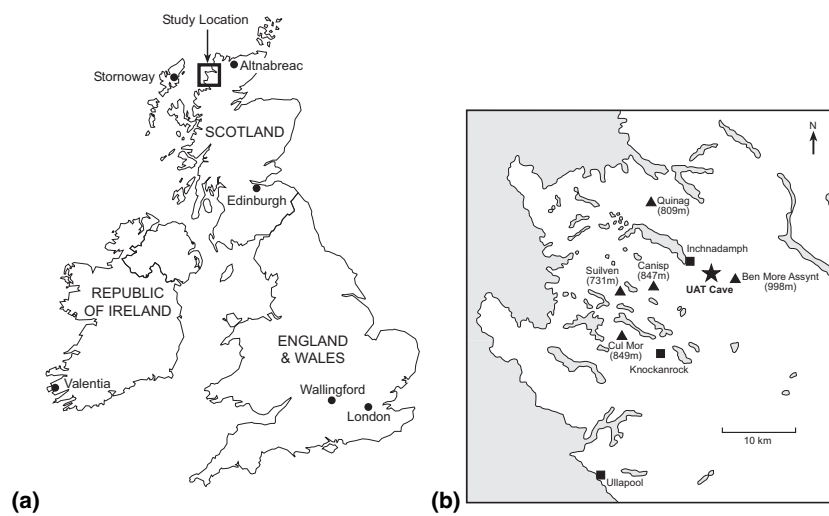 Study Location
Stornoway
Altnabreac
SCOTLAND
Edinburgh
REPUBLIC
OF IRELAND
ENGLAND
& WALES
Valentia
Wallingford
London
(a)
N
Quinag
(809m)
Inchnadamph
Suilven
(731m)
Canisp
(847m)
UAT Cave
Ben More Assynt
(998m)
Cul Mor
(849m)
Knockanrock
10 km
Ullapool
(b)